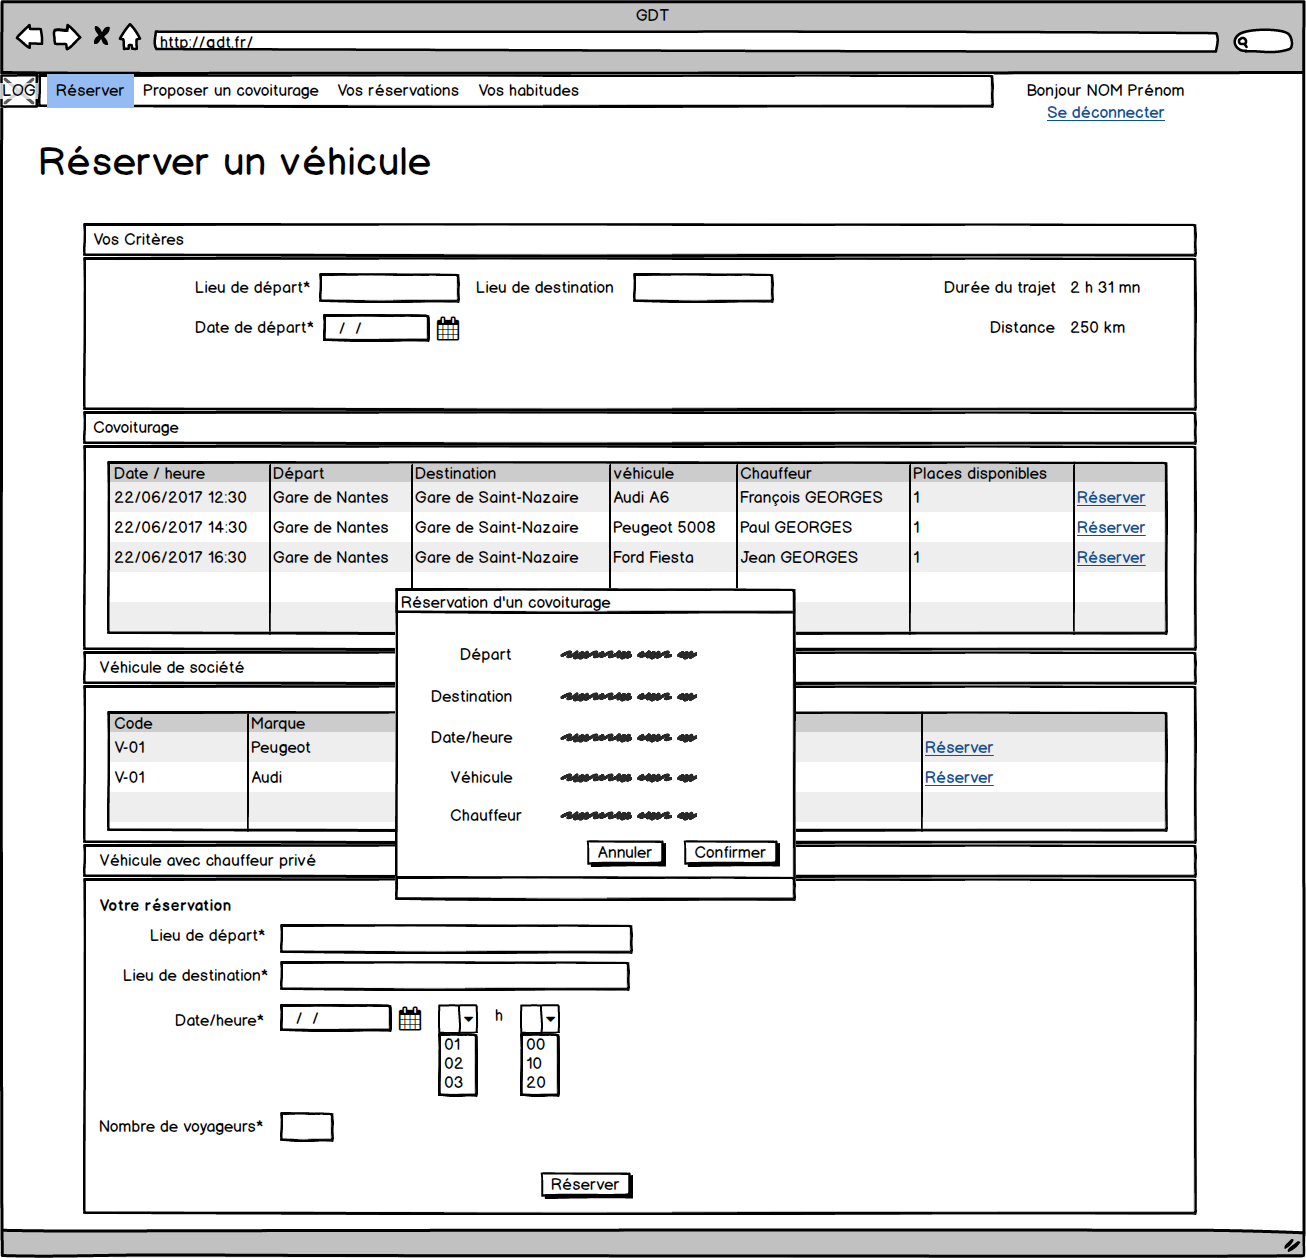 GDT
http://gdt.fr/
LOG Réserver Proposer un covoiturage Vos réservations Vos habitudes Bonjour NOM Prénom
Se déconnecter
Réserver un véhicule
Vos Critères
Lieu de départ* Lieu de destination Durée du trajet 2 h 31 mn
Date de départ* / / Distance 250 km
Covoiturage
Date / heure Départ Destination véhicule Chauffeur Places disponibles
22/06/2017 12:30 Gare de Nantes Gare de Saint-Nazaire Audi A6 François GEORGES 1 Réserver
22/06/2017 14:30 Gare de Nantes Gare de Saint-Nazaire Peugeot 5008 Paul GEORGES 1 Réserver
22/06/2017 16:30 Gare de Nantes Gare de Saint-Nazaire Ford Fiesta Jean GEORGES 1 Réserver
Réservation d'un covoiturage
Départ
Destination
Date/heure
Véhicule
Chauffeur
Annuler Confirmer
Véhicule de société
Code Marque
V-01 Peugeot Réserver
V-01 Audi Réserver
Véhicule avec chauffeur privé
Votre réservation
Lieu de départ*
Lieu de destination*
Date/heure* / / h
01 00
02 10
03 20
Nombre de voyageurs*
Réserver